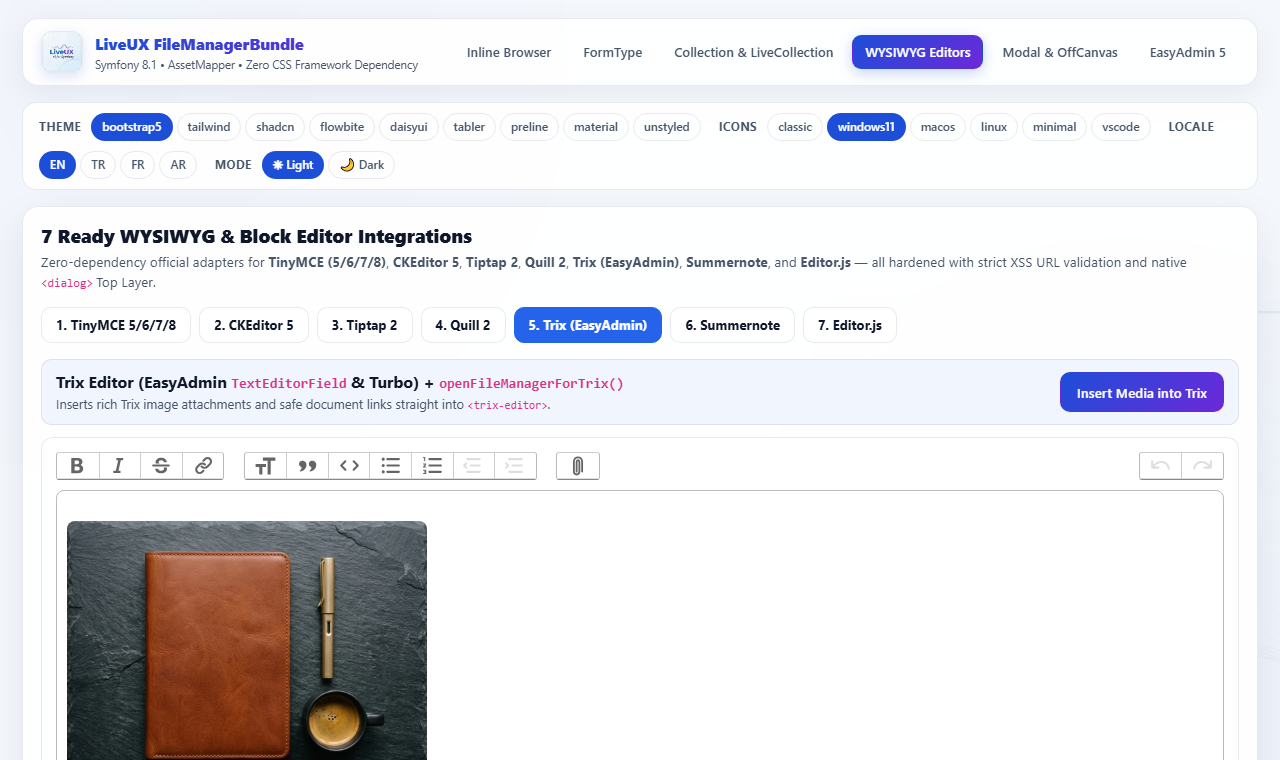 LiveUX
LiveUX FileManagerBundle
Symfony 8.1 • AssetMapper • Zero CSS Framework Dependency
Inline Browser
FormType
Collection & LiveCollection
WYSIWYG Editors
Modal & OffCanvas
EasyAdmin 5
THEME bootstrap5 tailwind shadcn flowbite daisyui tabler preline material unstyled ICONS classic windows11 macos linux minimal vscode LOCALE
EN TR FR AR MODE Light Dark
7 Ready WYSIWYG & Block Editor Integrations
Zero-dependency official adapters for TinyMCE (5/6/7/8), CKEditor 5, Tiptap 2, Quill 2, Trix (EasyAdmin), Summernote, and Editor.js — all hardened with strict XSS URL validation and native
<dialog> Top Layer.
1. TinyMCE 5/6/7/8
2. CKEditor 5
3. Tiptap 2
4. Quill 2
5. Trix (EasyAdmin)
6. Summernote
7. Editor.js
Trix Editor (EasyAdmin TextEditorField & Turbo) + openFileManagerForTrix()
Inserts rich Trix image attachments and safe document links straight into <trix-editor>.
Insert Media into Trix